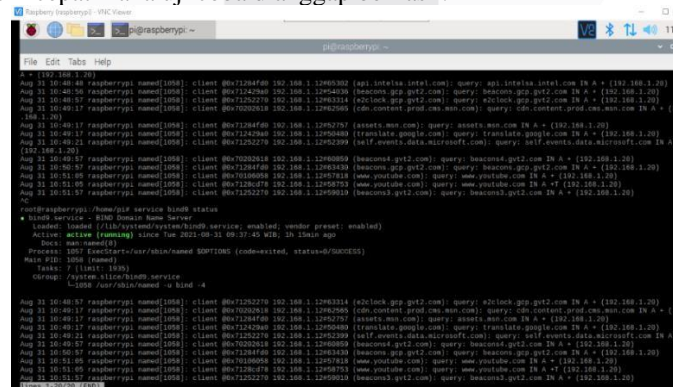 Raspberry (raspberrypi) - VNC Viewer
pi@raspberrypi: ~
pi@raspberrypi: ~
File Edit Tabs Help
A + (192.168.1.20)
Aug 31 10:48:48 raspberrypi named[1058]: client @0x71284fd0 192.168.1.12#65302 (api.intelsa.intel.com): query: api.intelsa.intel.com IN A + (192.168.1.20)
Aug 31 10:48:56 raspberrypi named[1058]: client @0x712429a0 192.168.1.12#54036 (beacons.gcp.gvt2.com): query: beacons.gcp.gvt2.com IN A + (192.168.1.20)
Aug 31 10:48:57 raspberrypi named[1058]: client @0x71252270 192.168.1.12#63314 (e2clock.gcp.gvt2.com): query: e2clock.gcp.gvt2.com IN A + (192.168.1.20)
Aug 31 10:49:17 raspberrypi named[1058]: client @0x70202618 192.168.1.12#62565 (cdn.content.prod.cms.msn.com): query: cdn.content.prod.cms.msn.com IN A + (
.168.1.20)
Aug 31 10:49:17 raspberrypi named[1058]: client @0x71284fd0 192.168.1.12#52757 (assets.msn.com): query: assets.msn.com IN A + (192.168.1.20)
Aug 31 10:49:17 raspberrypi named[1058]: client @0x712429a0 192.168.1.12#50480 (translate.google.com): query: translate.google.com IN A + (192.168.1.20)
Aug 31 10:49:21 raspberrypi named[1058]: client @0x71252270 192.168.1.12#52399 (self.events.data.microsoft.com): query: self.events.data.microsoft.com IN A
(192.168.1.20)
Aug 31 10:49:57 raspberrypi named[1058]: client @0x70202618 192.168.1.12#60859 (beacons4.gvt2.com): query: beacons4.gvt2.com IN A + (192.168.1.20)
Aug 31 10:50:57 raspberrypi named[1058]: client @0x71284fd0 192.168.1.12#63430 (beacons.gcp.gvt2.com): query: beacons.gcp.gvt2.com IN A + (192.168.1.20)
Aug 31 10:51:05 raspberrypi named[1058]: client @0x70106058 192.168.1.12#57818 (www.youtube.com): query: www.youtube.com IN A + (192.168.1.20)
Aug 31 10:51:05 raspberrypi named[1058]: client @0x7128cd78 192.168.1.12#58753 (www.youtube.com): query: www.youtube.com IN A +T (192.168.1.20)
Aug 31 10:51:57 raspberrypi named[1058]: client @0x71252270 192.168.1.12#59010 (beacons3.gvt2.com): query: beacons3.gvt2.com IN A + (192.168.1.20)
^C
root@raspberrypi:/home/pi# service bind9 status
● bind9.service - BIND Domain Name Server
Loaded: loaded (/lib/systemd/system/bind9.service; enabled; vendor preset: enabled)
Active: active (running) since Tue 2021-08-31 09:37:45 WIB; 1h 15min ago
Docs: man:named(8)
Process: 1057 ExecStart=/usr/sbin/named $OPTIONS (code=exited, status=0/SUCCESS)
Main PID: 1058 (named)
Tasks: 7 (limit: 1935)
CGroup: /system.slice/bind9.service
└─1058 /usr/sbin/named -u bind -4
Aug 31 10:48:57 raspberrypi named[1058]: client @0x71252270 192.168.1.12#63314 (e2clock.gcp.gvt2.com): query: e2clock.gcp.gvt2.com IN A + (192.168.1.20)
Aug 31 10:49:17 raspberrypi named[1058]: client @0x70202618 192.168.1.12#62565 (cdn.content.prod.cms.msn.com): query: cdn.content.prod.cms.msn.com IN A + (
Aug 31 10:49:17 raspberrypi named[1058]: client @0x71284fd0 192.168.1.12#52757 (assets.msn.com): query: assets.msn.com IN A + (192.168.1.20)
Aug 31 10:49:17 raspberrypi named[1058]: client @0x712429a0 192.168.1.12#50480 (translate.google.com): query: translate.google.com IN A + (192.168.1.20)
Aug 31 10:49:21 raspberrypi named[1058]: client @0x71252270 192.168.1.12#52399 (self.events.data.microsoft.com): query: self.events.data.microsoft.com IN A
Aug 31 10:49:57 raspberrypi named[1058]: client @0x70202618 192.168.1.12#60859 (beacons4.gvt2.com): query: beacons4.gvt2.com IN A + (192.168.1.20)
Aug 31 10:50:57 raspberrypi named[1058]: client @0x71284fd0 192.168.1.12#63430 (beacons.gcp.gvt2.com): query: beacons.gcp.gvt2.com IN A + (192.168.1.20)
Aug 31 10:51:05 raspberrypi named[1058]: client @0x70106058 192.168.1.12#57818 (www.youtube.com): query: www.youtube.com IN A + (192.168.1.20)
Aug 31 10:51:05 raspberrypi named[1058]: client @0x7128cd78 192.168.1.12#58753 (www.youtube.com): query: www.youtube.com IN A +T (192.168.1.20)
Aug 31 10:51:57 raspberrypi named[1058]: client @0x71252270 192.168.1.12#59010 (beacons3.gvt2.com): query: beacons3.gvt2.com IN A + (192.168.1.20)
lines 1-20/20 (END)